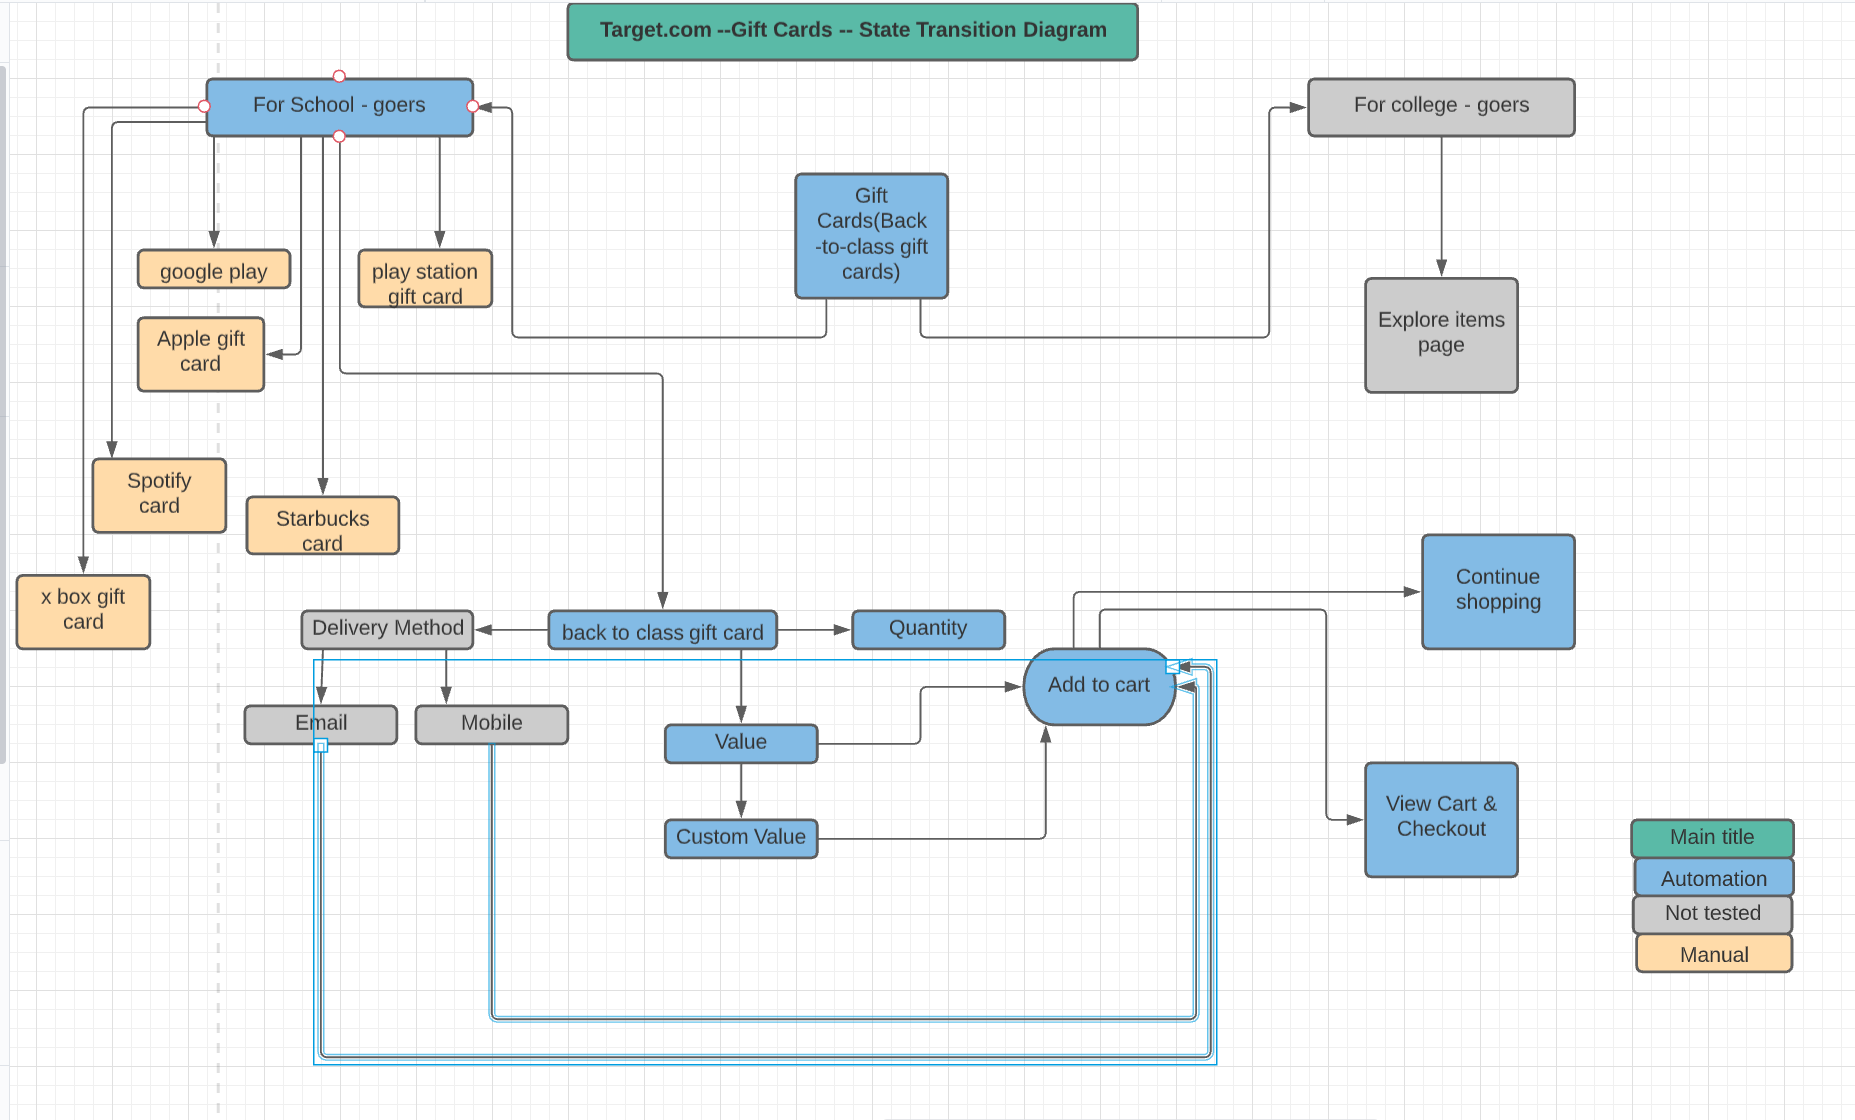 Target.com --Gift Cards -- State Transition Diagram
For School - goers
For college - goers
Gift
Cards(Back
-to-class gift
cards)
google play
play station
gift card
Apple gift
card
Explore items
page
Spotify
card
Starbucks
card
x box gift
card
Continue
shopping
Delivery Method
back to class gift card
Quantity
Add to cart
Email
Mobile
Value
Custom Value
View Cart &
Checkout
Main title
Automation
Not tested
Manual